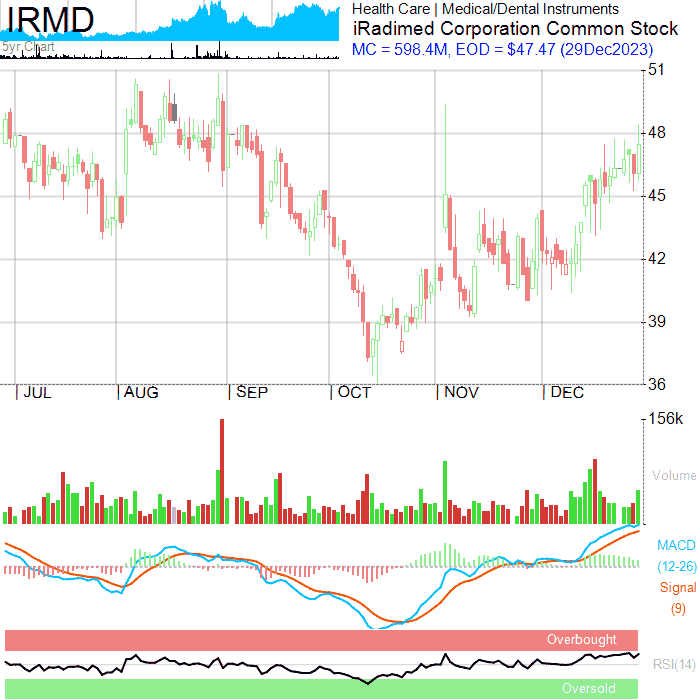 IRMD
5yr Chart
Health Care | Medical/Dental Instruments
iRadimed Corporation Common Stock
MC = 598.4M, EOD = $47.47 (29Dec2023)
51
48
45
42
39
36
| JUL | AUG | SEP | OCT | NOV | DEC
156k
Volume
MACD
(12-26)
Signal
(9)
Overbought
RSI(14)
Oversold